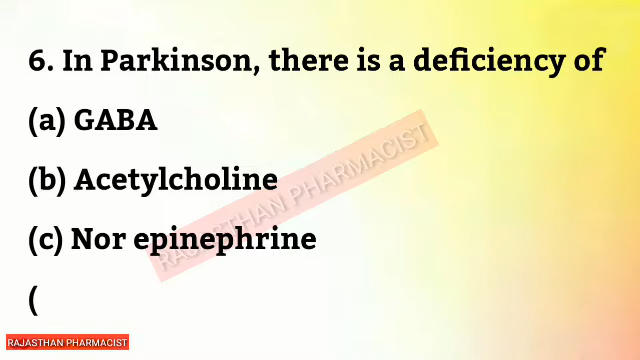 6. In Parkinson, there is a deficiency of
(a) GABA
(b) Acetylcholine
RAJASTHAN PHARMACIST
(c) Nor epinephrine
(
RAJASTHAN PHARMACIST